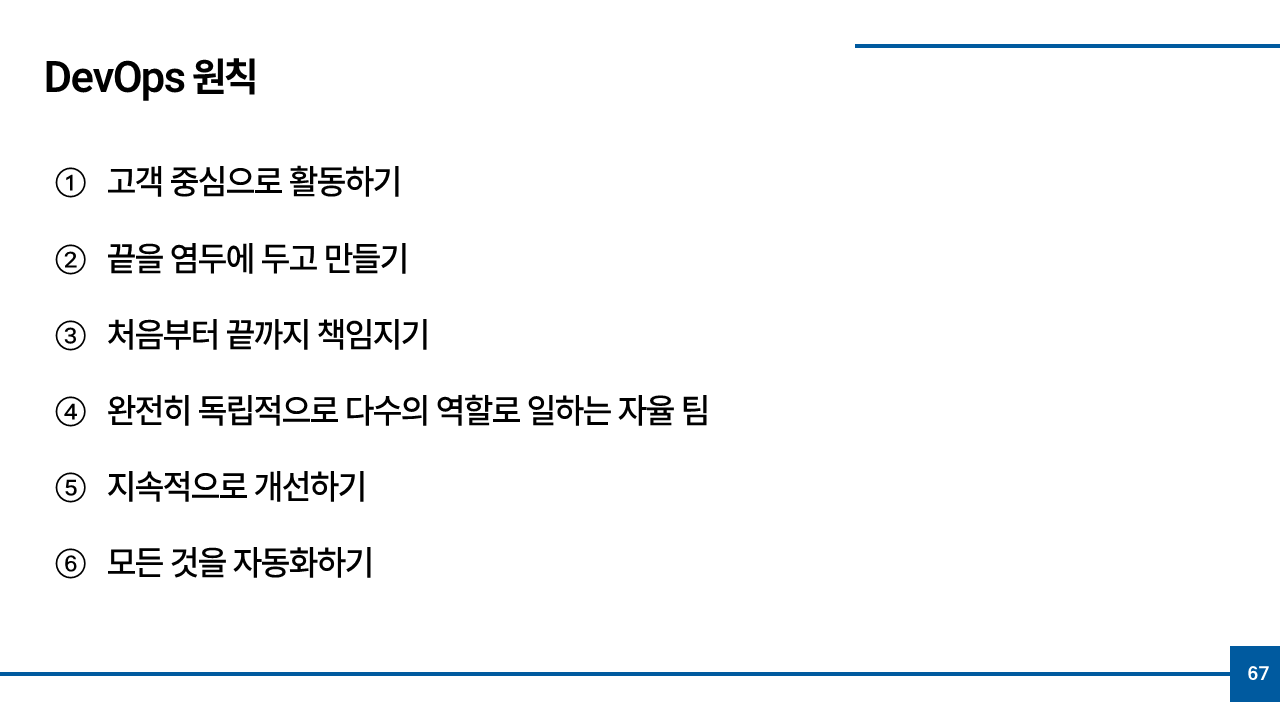 DevOps 원칙
① 고객 중심으로 활동하기
② 끝을 염두에 두고 만들기
③ 처음부터 끝까지 책임지기
④ 완전히 독립적으로 다수의 역할로 일하는 자율 팀
⑤ 지속적으로 개선하기
⑥ 모든 것을 자동화하기
67